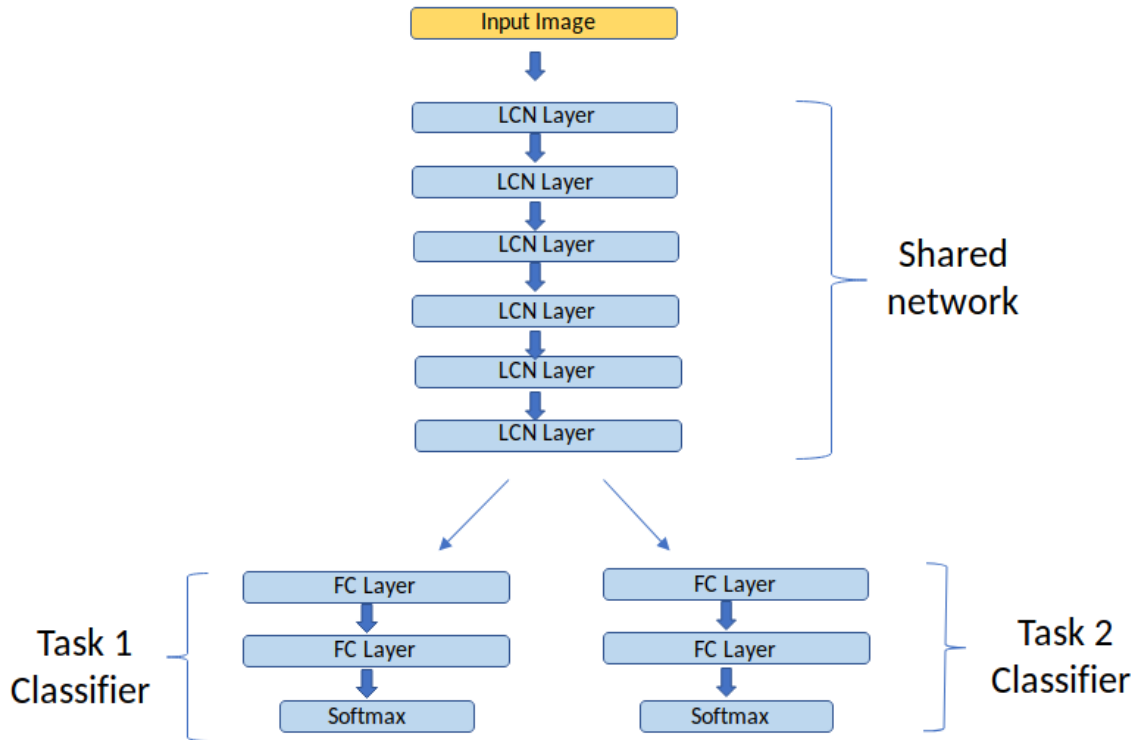 Input Image
LCN Layer
LCN Layer
LCN Layer
LCN Layer
LCN Layer
LCN Layer
Shared
network
Task 1
Classifier
FC Layer
FC Layer
Softmax
FC Layer
FC Layer
Softmax
Task 2
Classifier